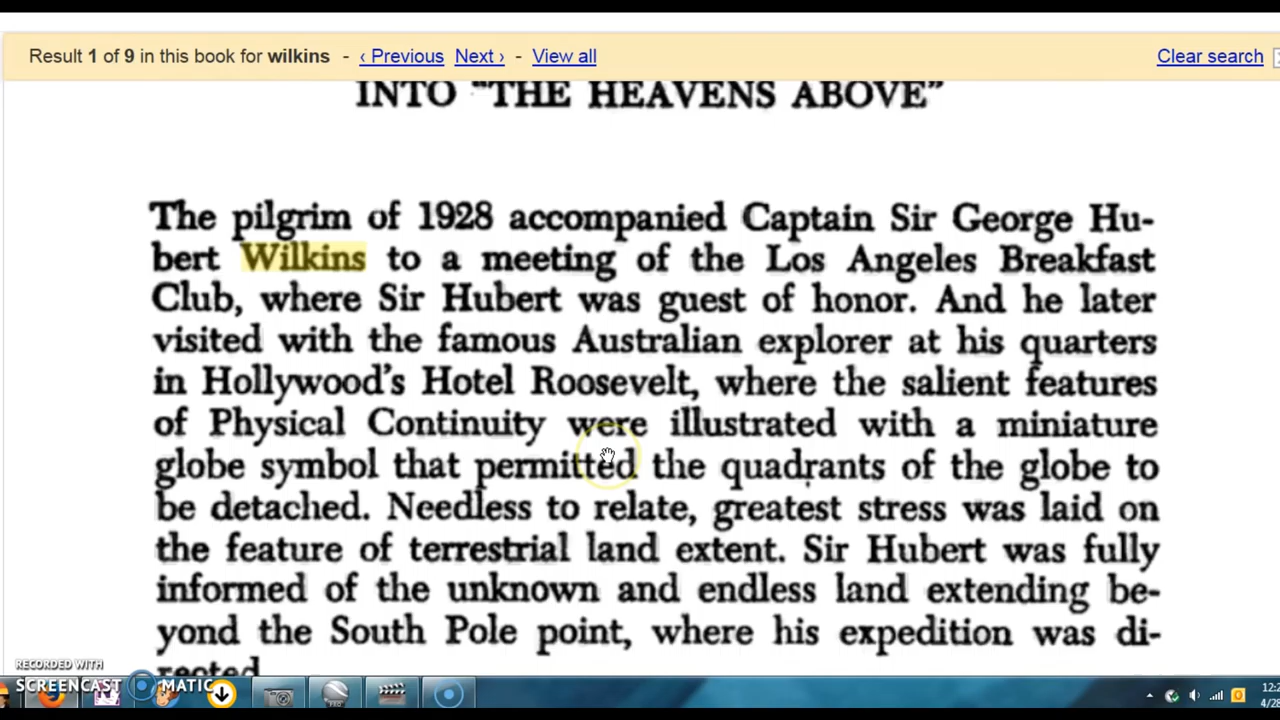 Result 1 of 9 in this book for wilkins - ‹ Previous Next › - View all Clear search
INTO "THE HEAVENS ABOVE"
The pilgrim of 1928 accompanied Captain Sir George Hu-
bert Wilkins to a meeting of the Los Angeles Breakfast
Club, where Sir Hubert was guest of honor. And he later
visited with the famous Australian explorer at his quarters
in Hollywood's Hotel Roosevelt, where the salient features
of Physical Continuity were illustrated with a miniature
globe symbol that permitted the quadrants of the globe to
be detached. Needless to relate, greatest stress was laid on
the feature of terrestrial land extent. Sir Hubert was fully
informed of the unknown and endless land extending be-
yond the South Pole point, where his expedition was di-
rected
RECORDED WITH
SCREENCAST MATIC
12:2
4/28